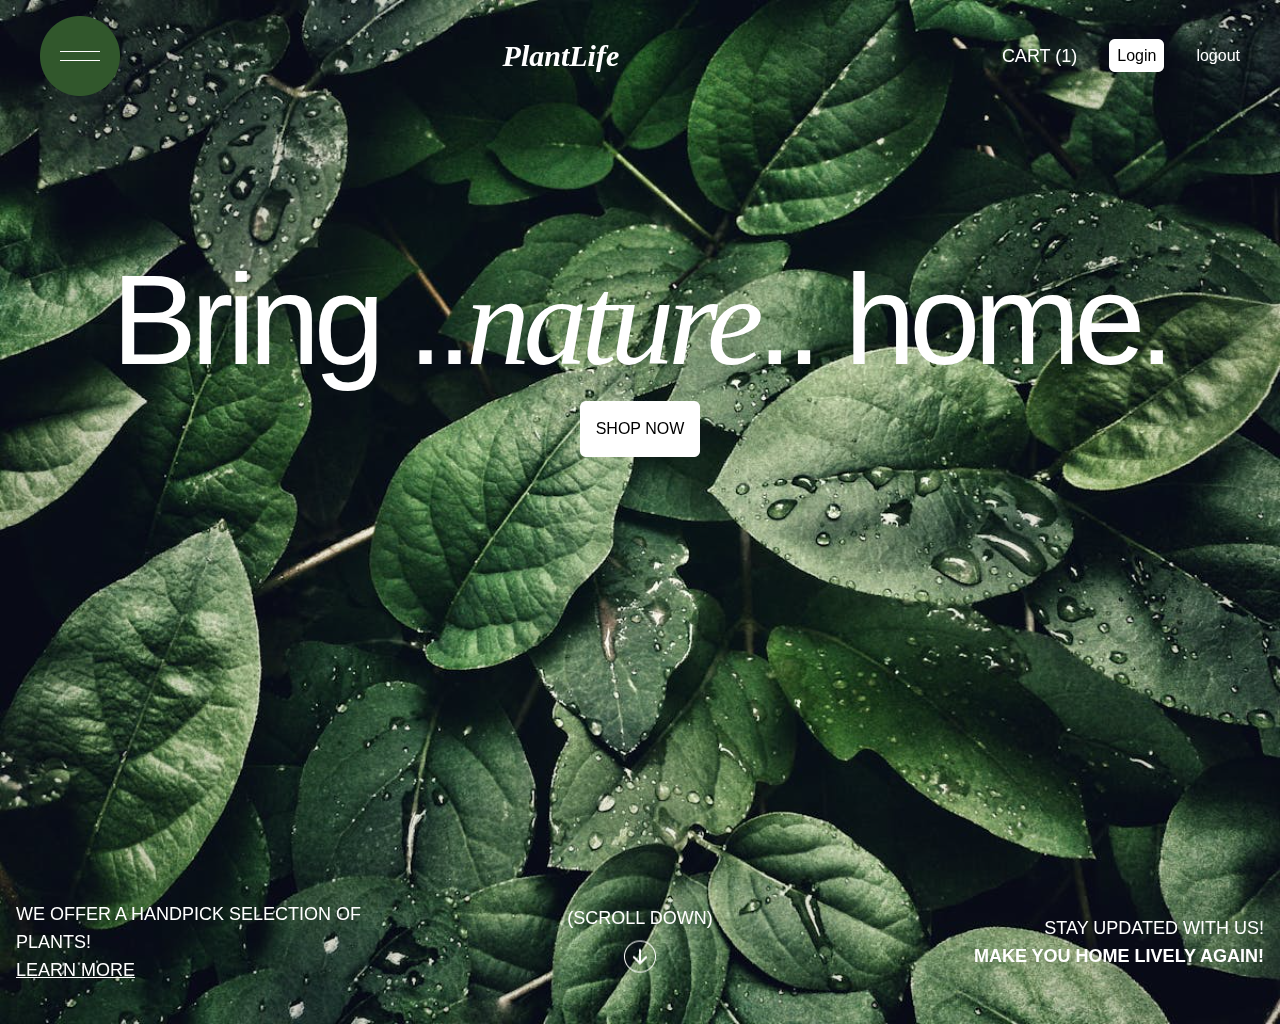 PlantLife
CART (1)
Login
logout
Bring ..nature.. home.
SHOP NOW
WE OFFER A HANDPICK SELECTION OF
PLANTS!
LEARN MORE
(SCROLL DOWN)
STAY UPDATED WITH US!
MAKE YOU HOME LIVELY AGAIN!